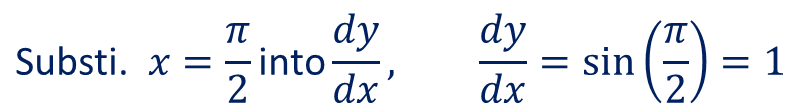 Substi. x = π/2 into dy/dx, dy/dx = sin(π/2) = 1